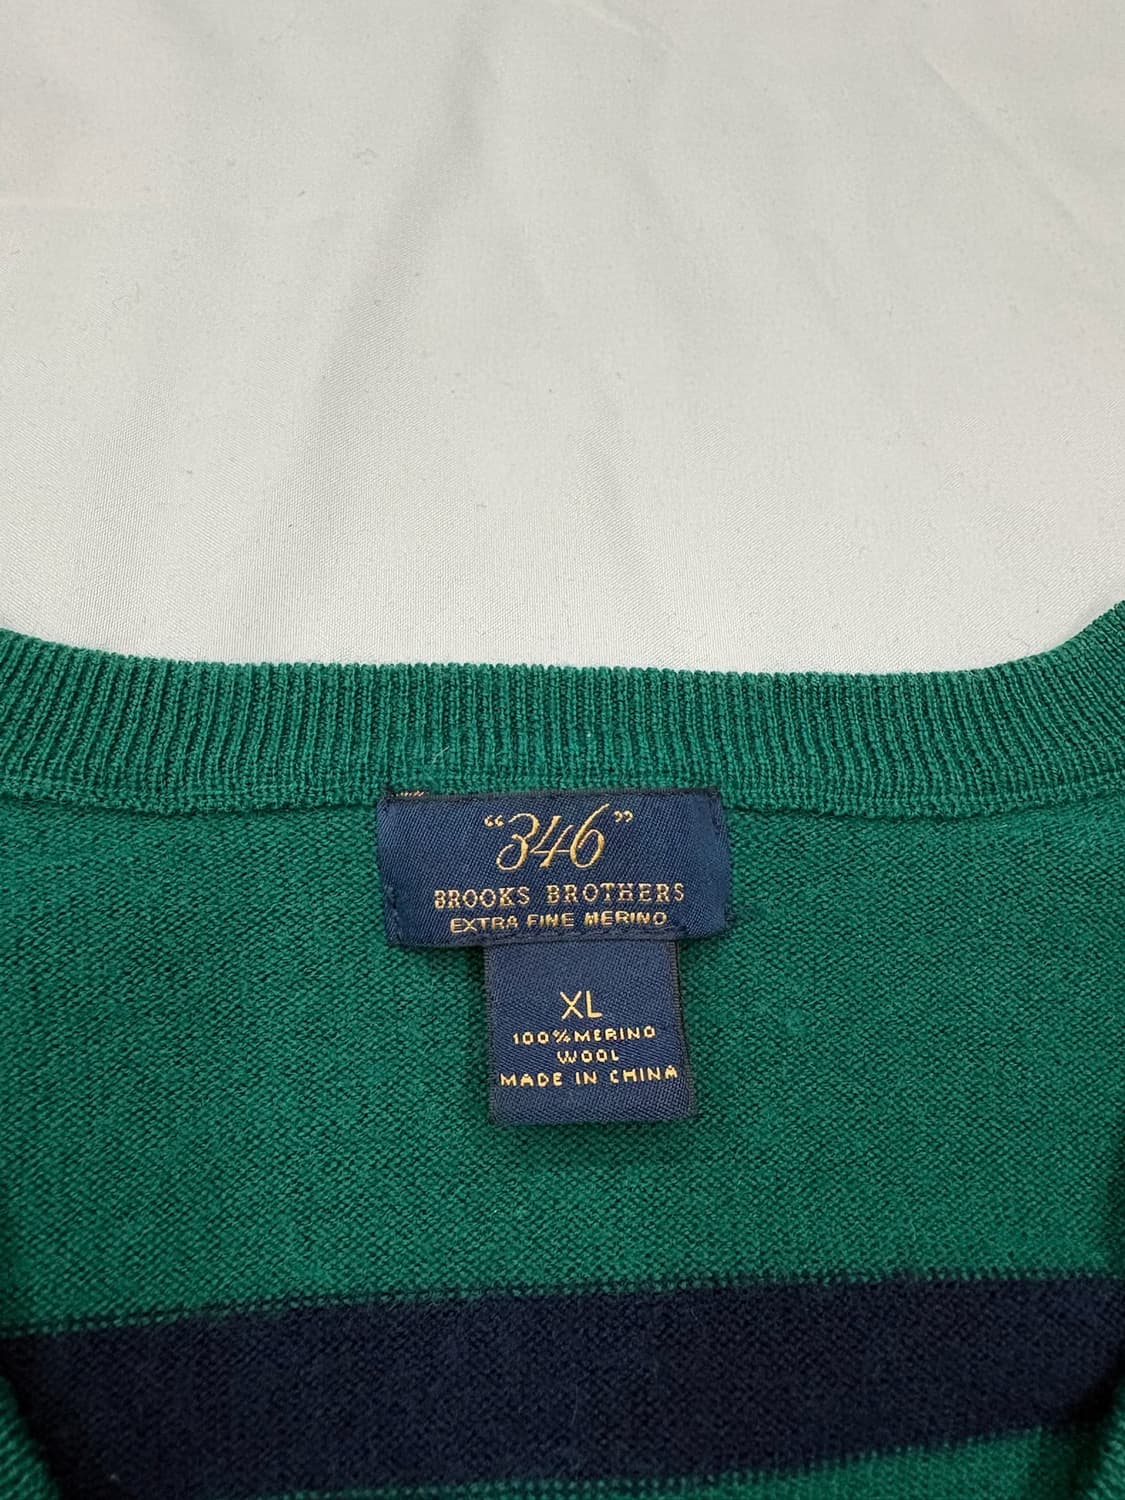 “346”
BROOKS BROTHERS
EXTRA FINE MERINO
XL
100% MERINO
WOOL
MADE IN CHINA